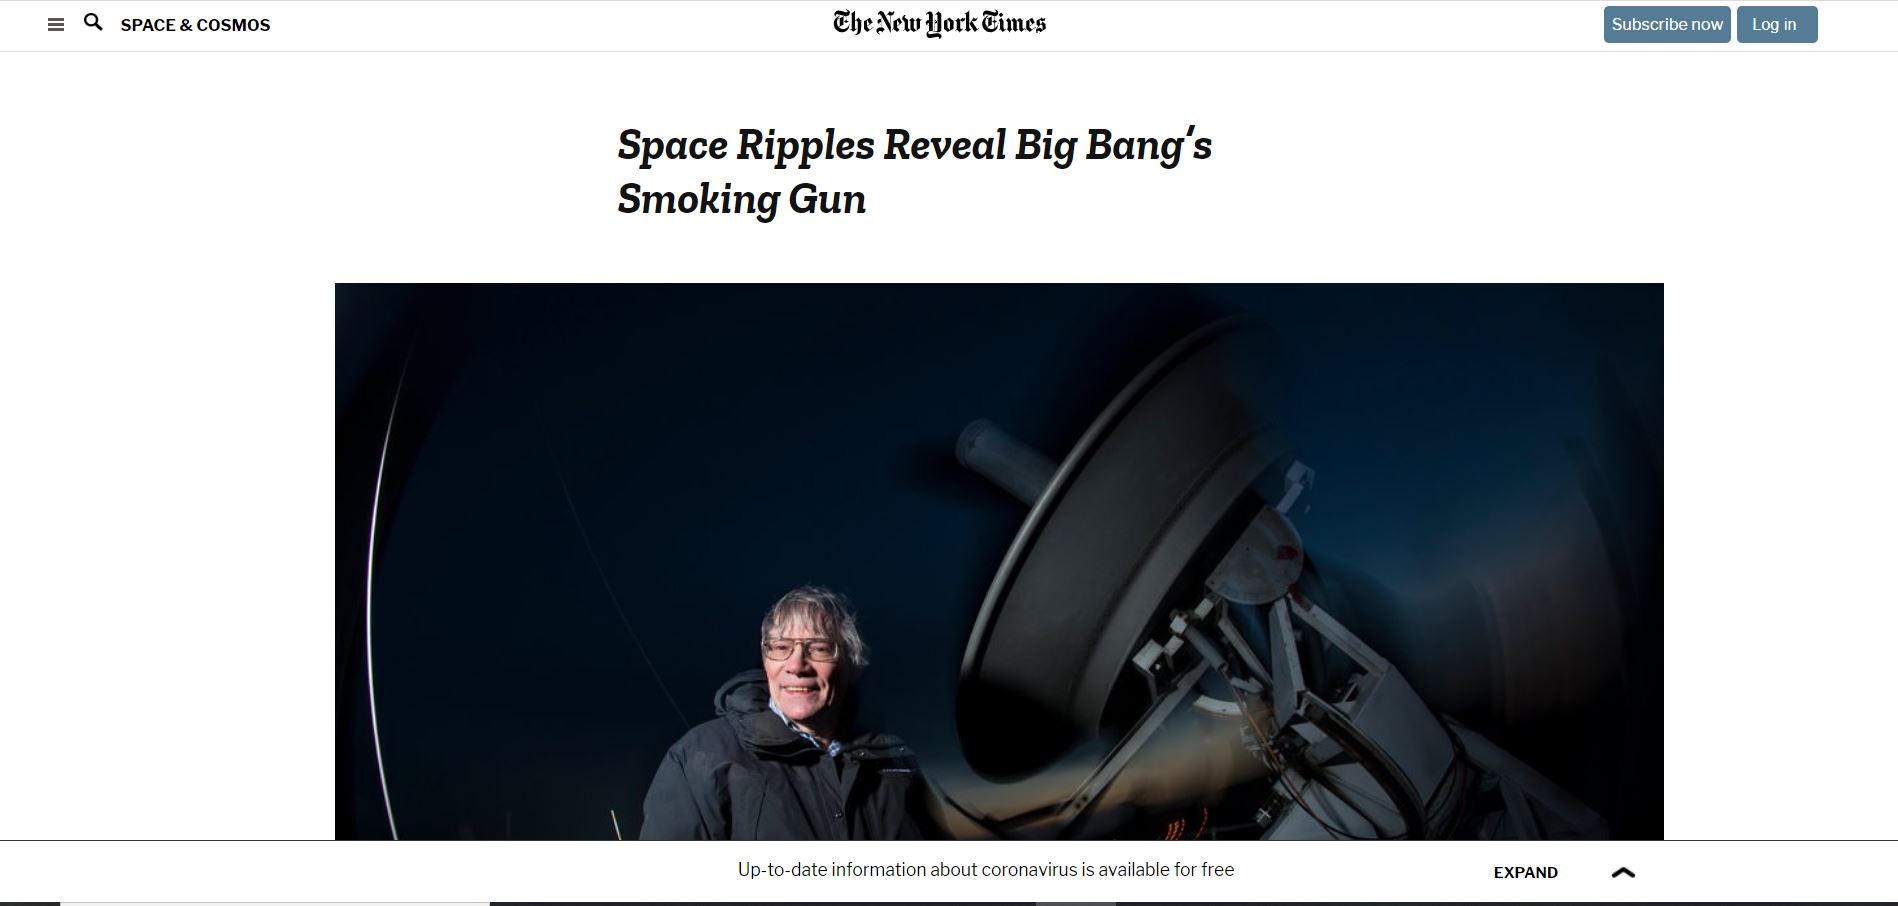 SPACE & COSMOS
The New York Times
Subscribe now
Log in
Space Ripples Reveal Big Bang's
Smoking Gun
Up-to-date information about coronavirus is available for free
EXPAND